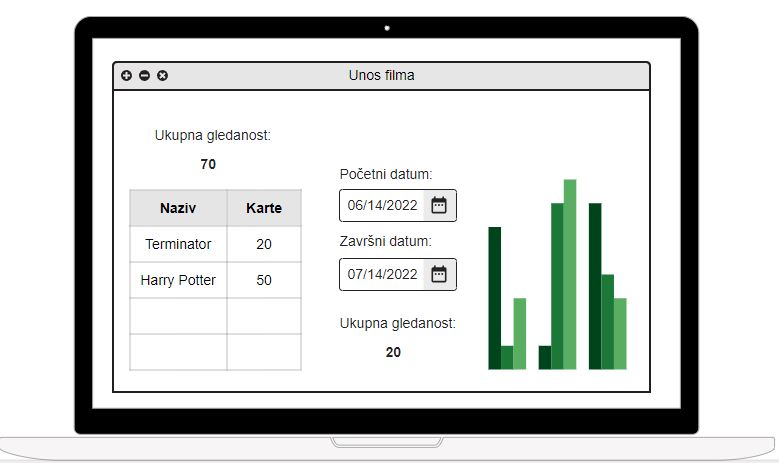 Unos filma
Ukupna gledanost:
70
Naziv Karte
Terminator 20
Harry Potter 50
Početni datum:
06/14/2022
Završni datum:
07/14/2022
Ukupna gledanost:
20